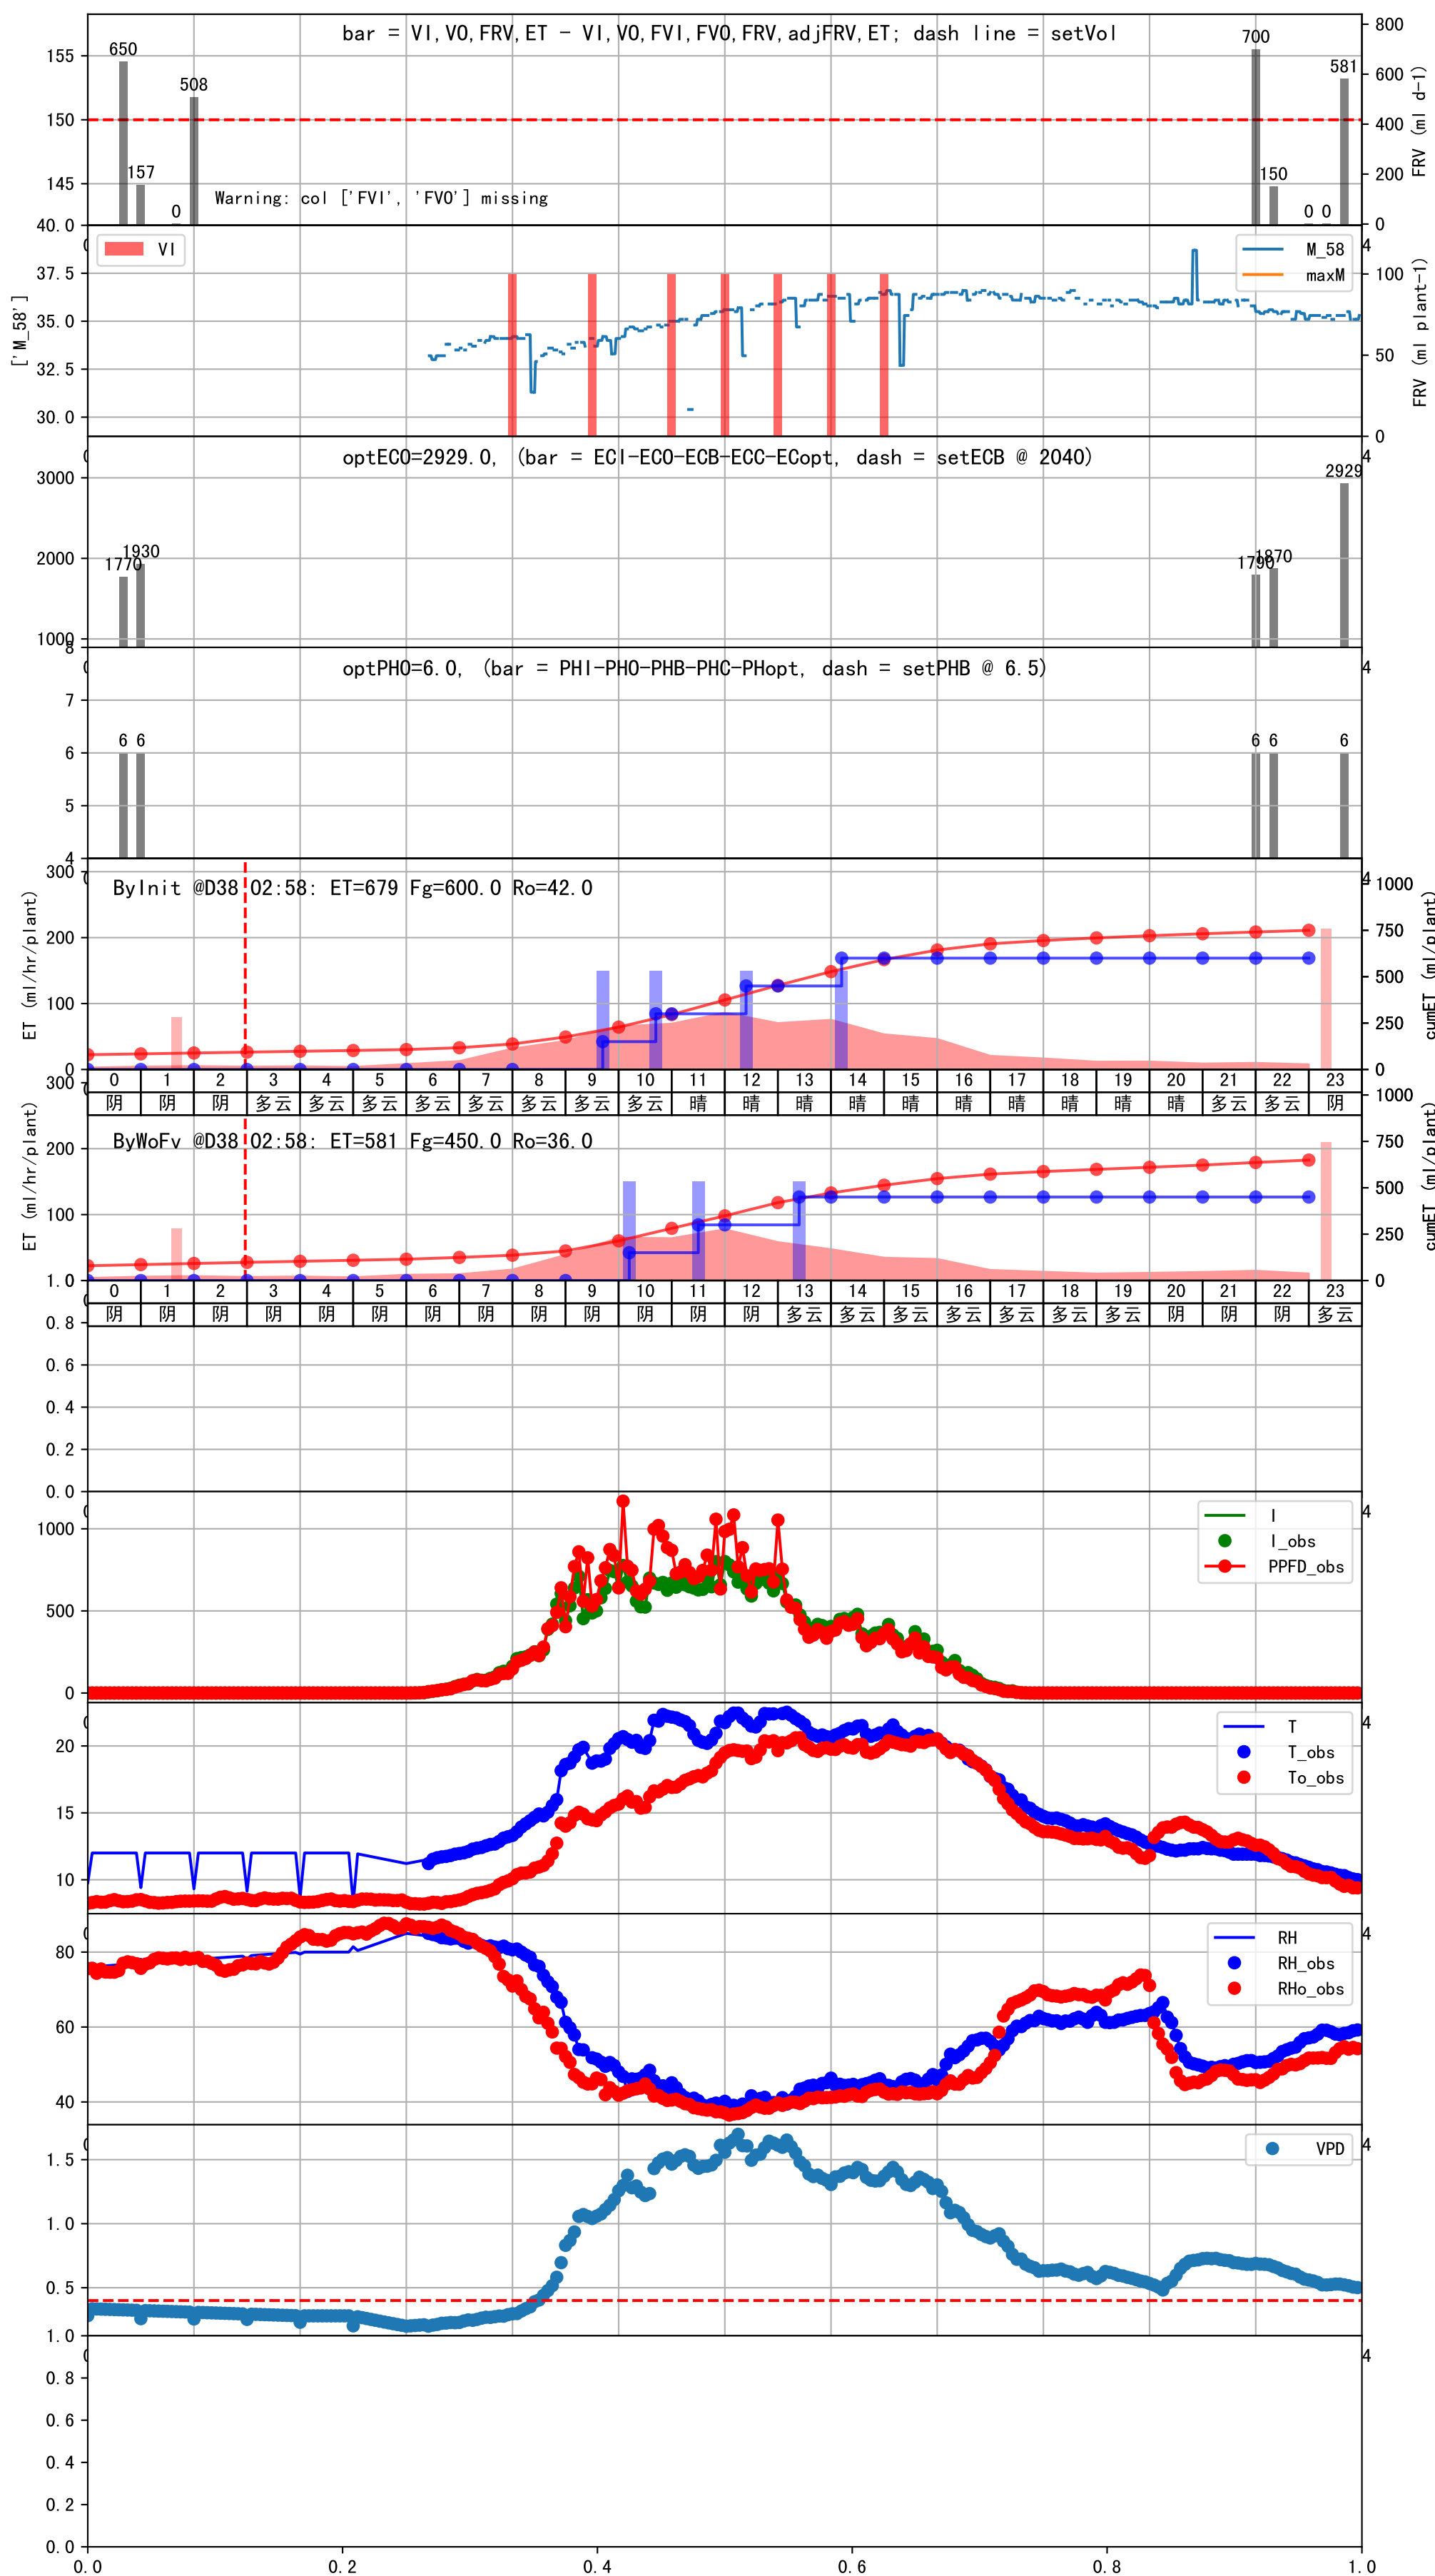 bar = VI,VO,FRV,ET - VI,VO,FVI,FVO,FRV,adjFRV,ET; dash line = setVol
650
157
0
508
700
150
0
0
581
Warning: col ['FVI', 'FVO'] missing
155
150
145
800
600
400
200
0
FRV (ml d-1)
40.0
37.5
35.0
32.5
30.0
['M_58']
VI
M_58
maxM
100
50
0
FRV (ml plant-1)
4
optECO=2929.0, (bar = ECI-ECO-ECB-ECC-ECopt, dash = setECB @ 2040)
3000
2000
1000
1770
1930
1790
1870
2929
4
optPHO=6.0, (bar = PHI-PHO-PHB-PHC-PHopt, dash = setPHB @ 6.5)
8
7
6
5
4
6
6
6
6
6
4
ByInit @D38 02:58: ET=679 Fg=600.0 Ro=42.0
300
200
100
0
ET (ml/hr/plant)
1000
750
500
250
0
cumET (ml/plant)
0 1 2 3 4 5 6 7 8 9 10 11 12 13 14 15 16 17 18 19 20 21 22 23
阴 阴 阴 多云 多云 多云 多云 多云 多云 多云 多云 晴 晴 晴 晴 晴 晴 晴 晴 晴 晴 多云 多云 阴
ByWoFv @D38 02:58: ET=581 Fg=450.0 Ro=36.0
300
200
100
ET (ml/hr/plant)
1000
750
500
250
0
cumET (ml/plant)
0 1 2 3 4 5 6 7 8 9 10 11 12 13 14 15 16 17 18 19 20 21 22 23
阴 阴 阴 阴 阴 阴 阴 阴 阴 阴 阴 阴 阴 多云 多云 多云 多云 多云 多云 多云 阴 阴 阴 多云
1.0
0.8
0.6
0.4
0.2
0.0
4
1000
500
0
I
I_obs
PPFD_obs
4
20
15
10
T
T_obs
To_obs
4
80
60
40
RH
RH_obs
RHo_obs
4
1.5
1.0
0.5
VPD
4
1.0
0.8
0.6
0.4
0.2
0.0
0.0 0.2 0.4 0.6 0.8 1.0